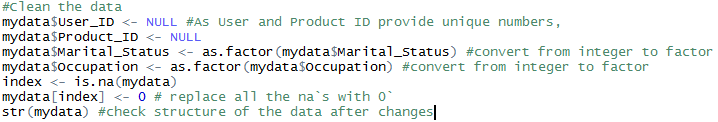 #Clean the data
mydata$User_ID <- NULL #As User and Product ID provide unique numbers,
mydata$Product_ID <- NULL
mydata$Marital_Status <- as.factor(mydata$Marital_Status) #convert from integer to factor
mydata$Occupation <- as.factor(mydata$Occupation) #convert from integer to factor
index <- is.na(mydata)
mydata[index] <- 0 # replace all the na`s with 0`
str(mydata) #check structure of the data after changes